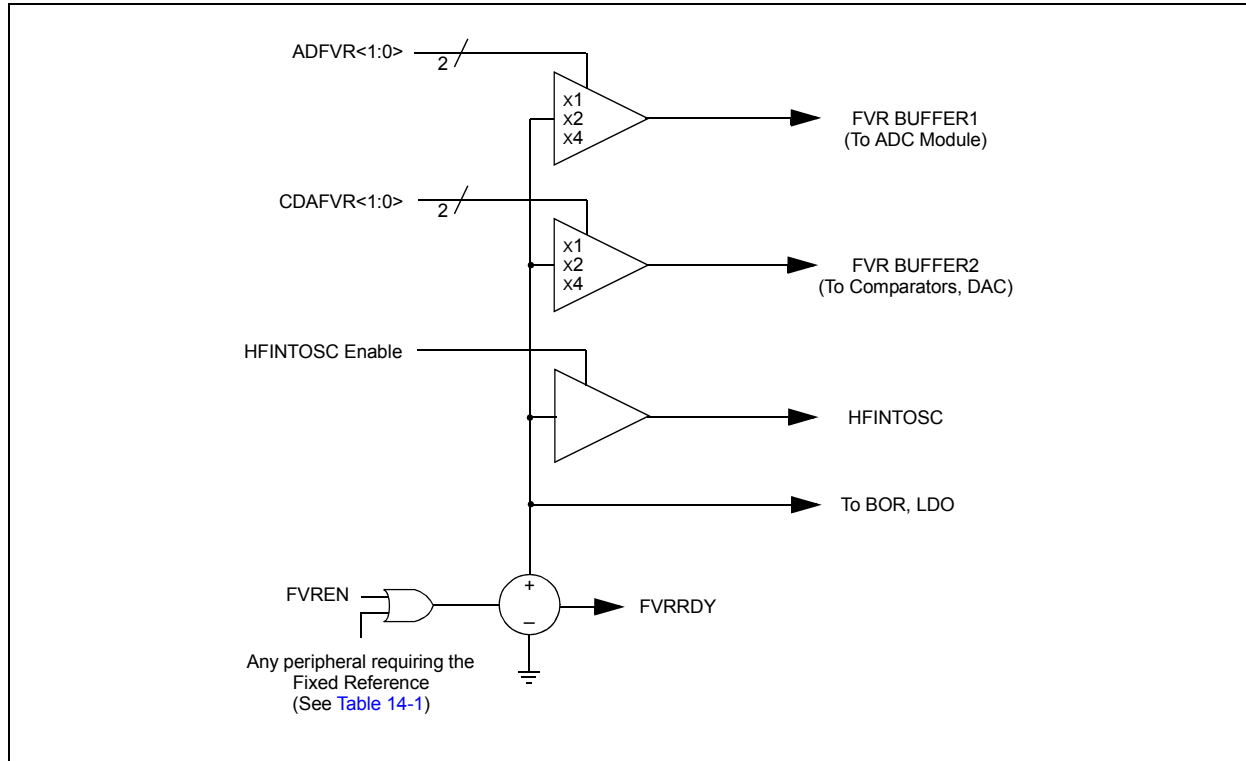 ADFVR<1:0>
2
x1
x2
x4
FVR BUFFER1
(To ADC Module)
CDAFVR<1:0>
2
x1
x2
x4
FVR BUFFER2
(To Comparators, DAC)
HFINTOSC Enable
HFINTOSC
To BOR, LDO
FVREN
+
_
FVRRDY
Any peripheral requiring the
Fixed Reference
(See Table 14-1)